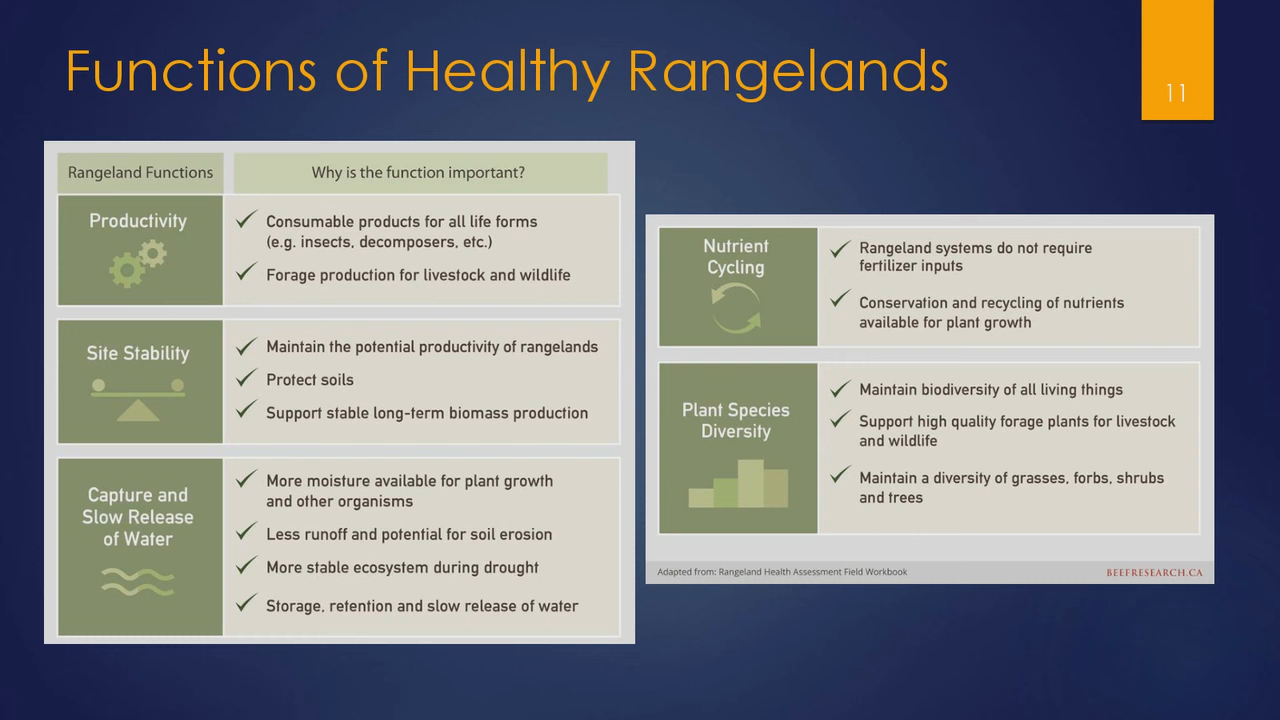 Functions of Healthy Rangelands
11
Rangeland Functions
Why is the function important?
Productivity
Consumable products for all life forms
(e.g. insects, decomposers, etc.)
Forage production for livestock and wildlife
Site Stability
Maintain the potential productivity of rangelands
Protect soils
Support stable long-term biomass production
Capture and
Slow Release
of Water
More moisture available for plant growth
and other organisms
Less runoff and potential for soil erosion
More stable ecosystem during drought
Storage, retention and slow release of water
Nutrient
Cycling
Rangeland systems do not require
fertilizer inputs
Conservation and recycling of nutrients
available for plant growth
Plant Species
Diversity
Maintain biodiversity of all living things
Support high quality forage plants for livestock
and wildlife
Maintain a diversity of grasses, forbs, shrubs
and trees
Adapted from: Rangeland Health Assessment Field Workbook
BEEFRESEARCH.CA